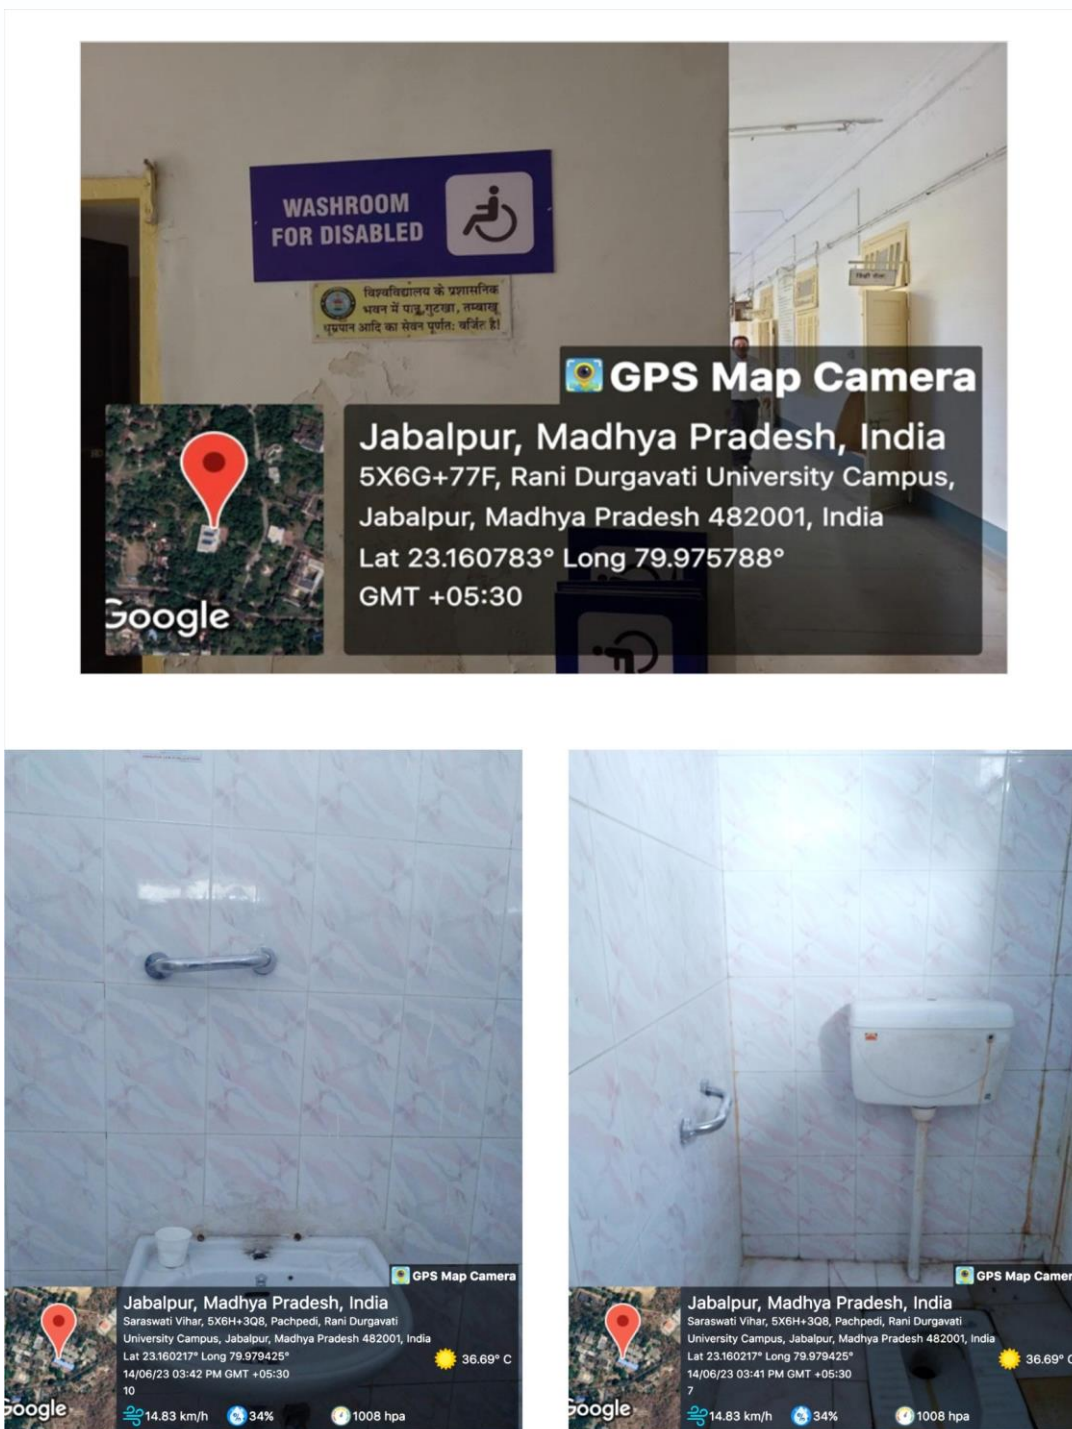 WASHROOM
FOR DISABLED
विश्वविद्यालय के प्रशासनिक
भवन में पाऊच,गुटखा, तम्बाखू
धूम्रपान आदि का सेवन पूर्णतः वर्जित है!
GPS Map Camera
Jabalpur, Madhya Pradesh, India
5X6G+77F, Rani Durgavati University Campus,
Jabalpur, Madhya Pradesh 482001, India
Lat 23.160783° Long 79.975788°
GMT +05:30
Google
GPS Map Camera
Jabalpur, Madhya Pradesh, India
Saraswati Vihar, 5X6H+3Q8, Pachpedi, Rani Durgavati
University Campus, Jabalpur, Madhya Pradesh 482001, India
Lat 23.160217° Long 79.979425°
36.69° C
14/06/23 03:42 PM GMT +05:30
10
Google
14.83 km/h
34%
1008 hpa
GPS Map Camer
Jabalpur, Madhya Pradesh, India
Saraswati Vihar, 5X6H+3Q8, Pachpedi, Rani Durgavati
University Campus, Jabalpur, Madhya Pradesh 482001, India
Lat 23.160217° Long 79.979425°
36.69° C
14/06/23 03:41 PM GMT +05:30
7
Google
14.83 km/h
34%
1008 hpa